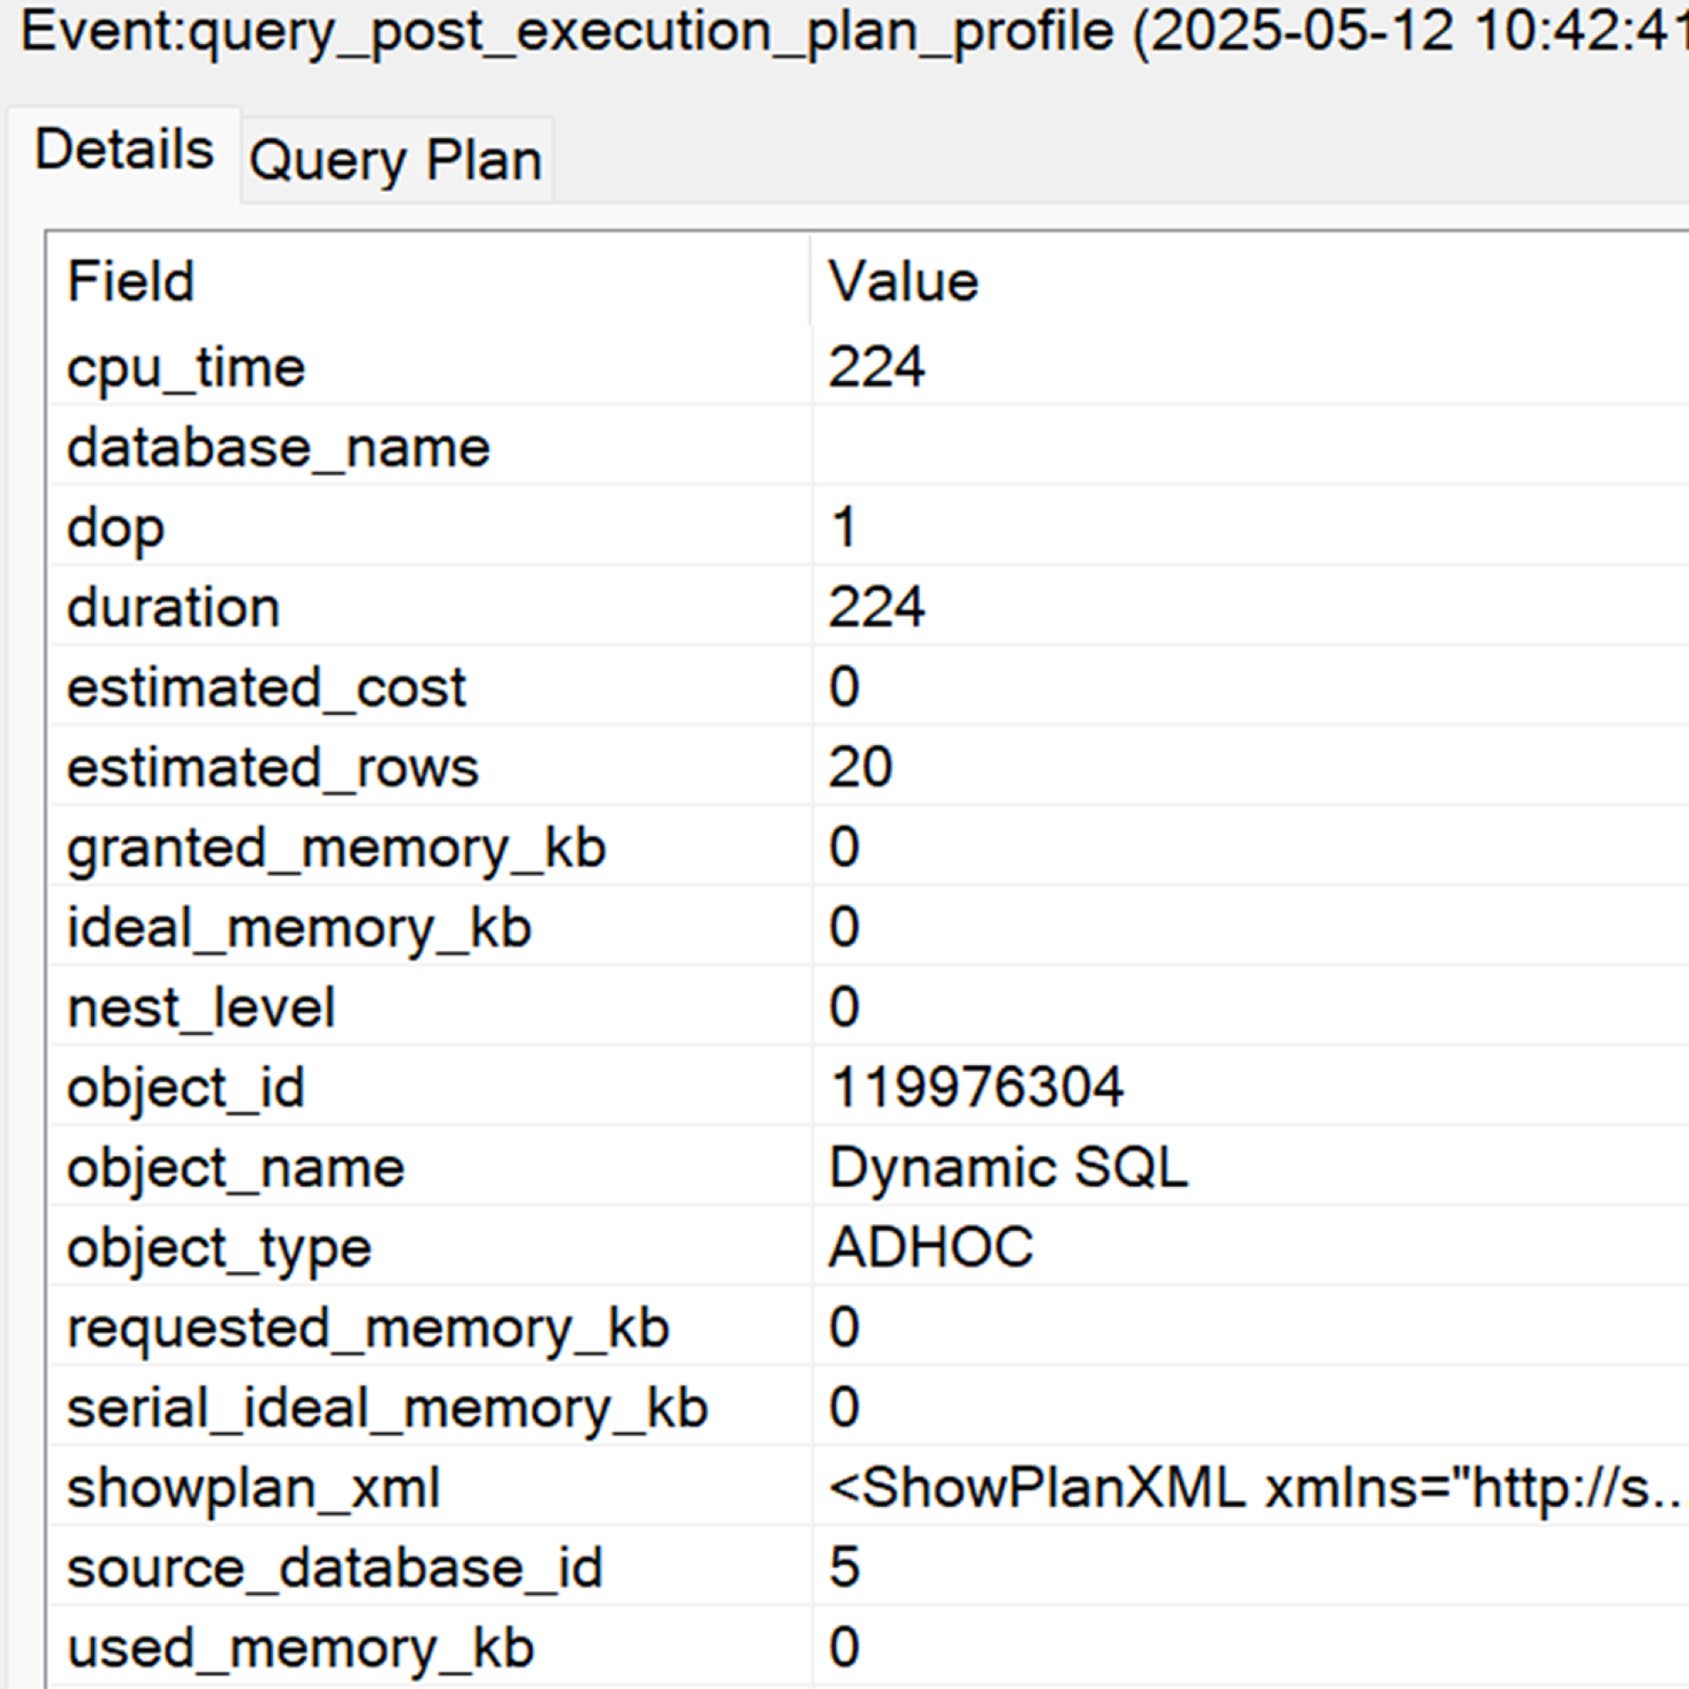 Event:query_post_execution_plan_profile (2025-05-12 10:42:41
Details Query Plan
Field Value
cpu_time 224
database_name
dop 1
duration 224
estimated_cost 0
estimated_rows 20
granted_memory_kb 0
ideal_memory_kb 0
nest_level 0
object_id 119976304
object_name Dynamic SQL
object_type ADHOC
requested_memory_kb 0
serial_ideal_memory_kb 0
showplan_xml <ShowPlanXML xmlns="http://s...
source_database_id 5
used_memory_kb 0